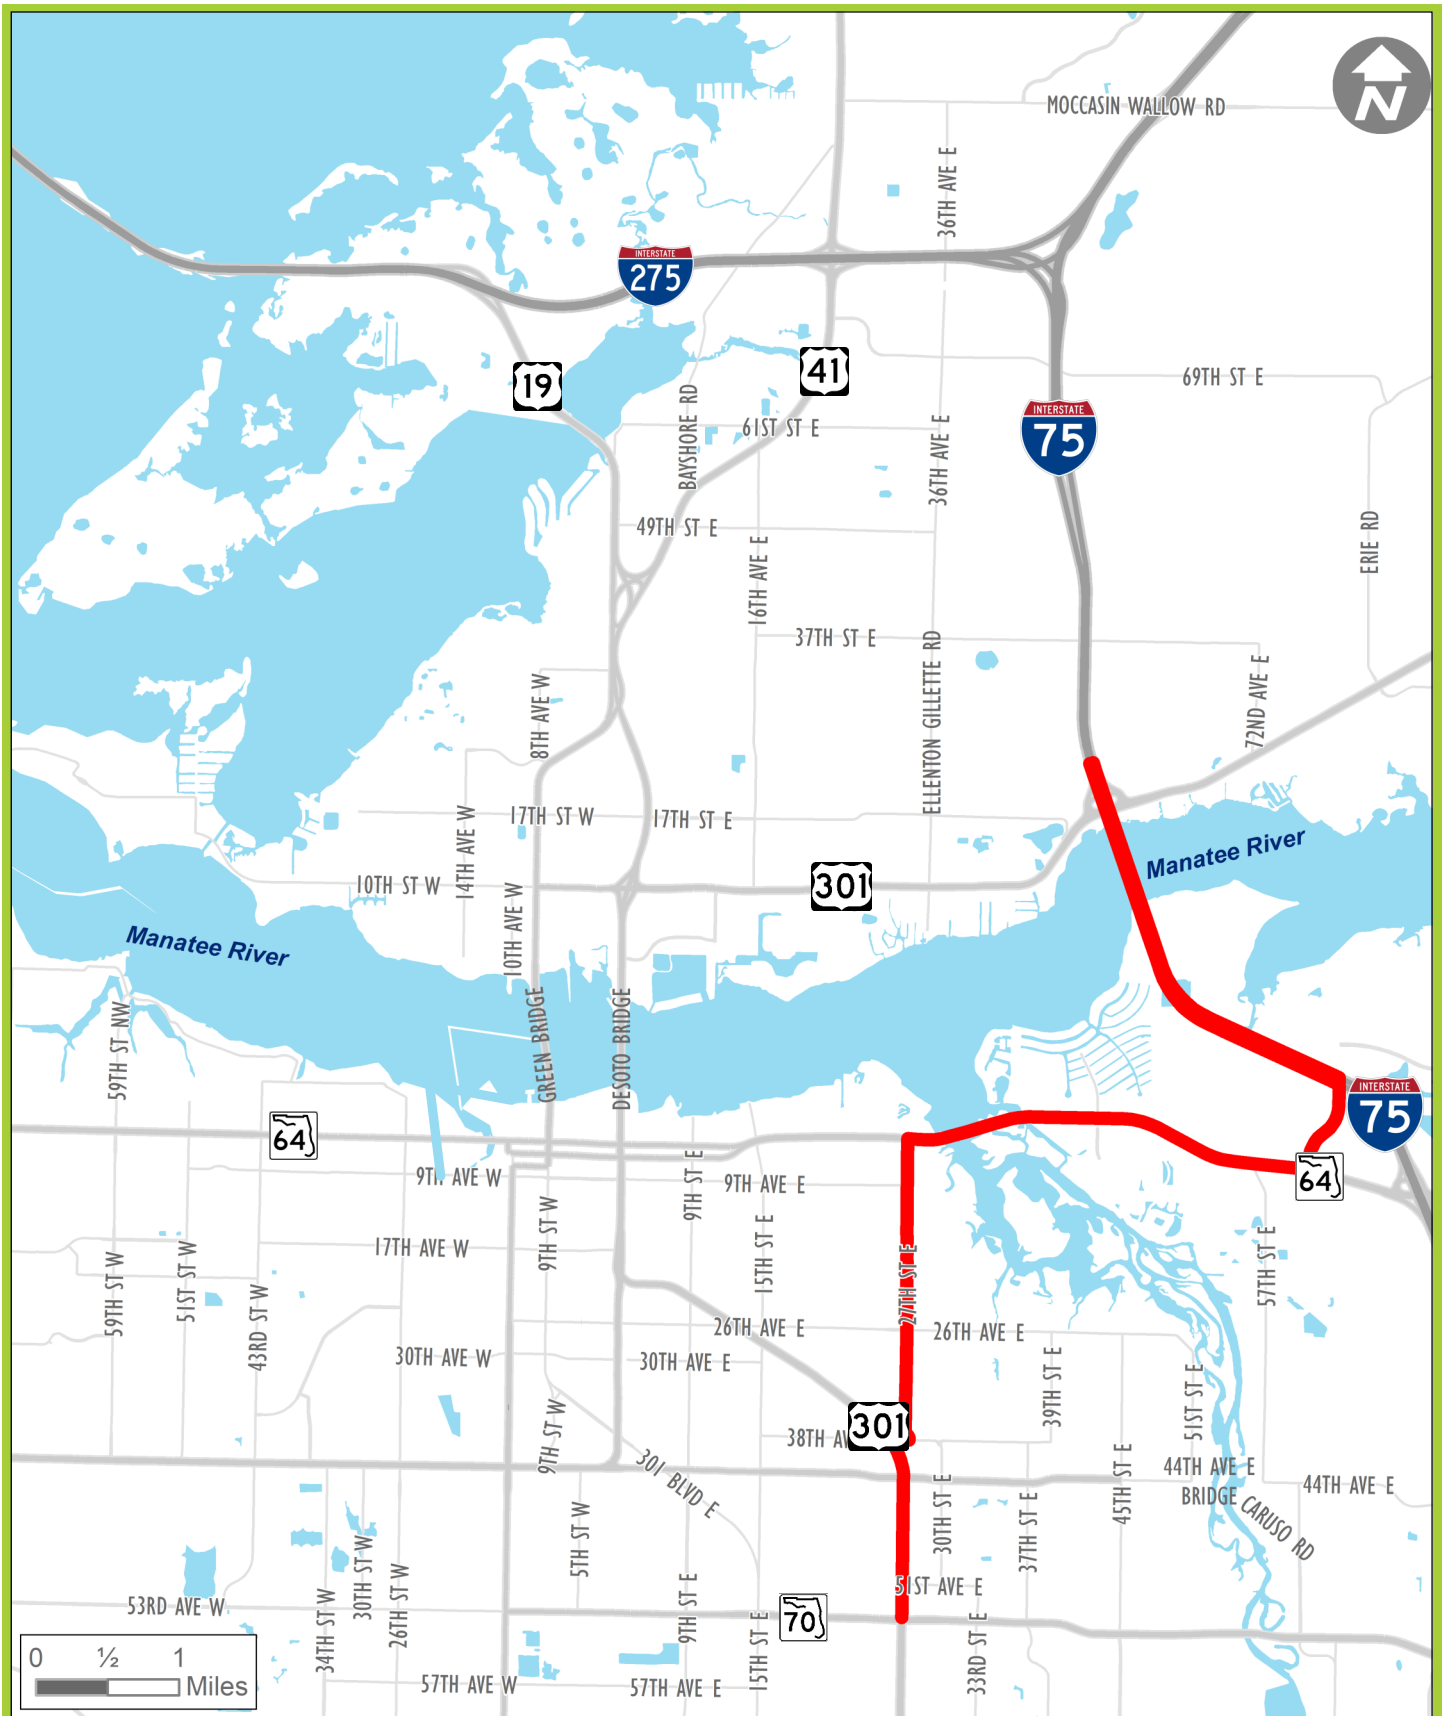 MOCCASIN WALLOW RD
N
36TH AVE E
INTERSTATE
275
19
41
69TH ST E
BAYSHORE RD
61ST ST E
INTERSTATE
75
36TH AVE E
49TH ST E
ERIE RD
16TH AVE E
37TH ST E
ELLENTON GILLETTE RD
72ND AVE E
8TH AVE W
17TH ST W
17TH ST E
14TH AVE W
Manatee River
10TH ST W
301
10TH AVE W
Manatee River
59TH ST NW
GREEN BRIDGE
DESOTO BRIDGE
INTERSTATE
75
64
64
9TH AVE W
9TH ST E
9TH AVE E
59TH ST W
51ST ST W
17TH AVE W
9TH ST W
15TH ST E
27TH ST E
57TH ST E
43RD ST W
26TH AVE E
26TH AVE E
30TH AVE W
30TH AVE E
39TH ST E
51ST ST E
9TH ST W
38TH AV
301
301 BLVD E
44TH AVE E
BRIDGE
44TH AVE E
45TH ST E
30TH ST E
37TH ST E
CARUSO RD
5TH ST W
30TH ST W
26TH ST W
34TH ST W
53RD AVE W
51ST AVE E
9TH ST E
15TH ST E
70
33RD ST E
57TH AVE W
57TH AVE E
0 ½ 1
Miles